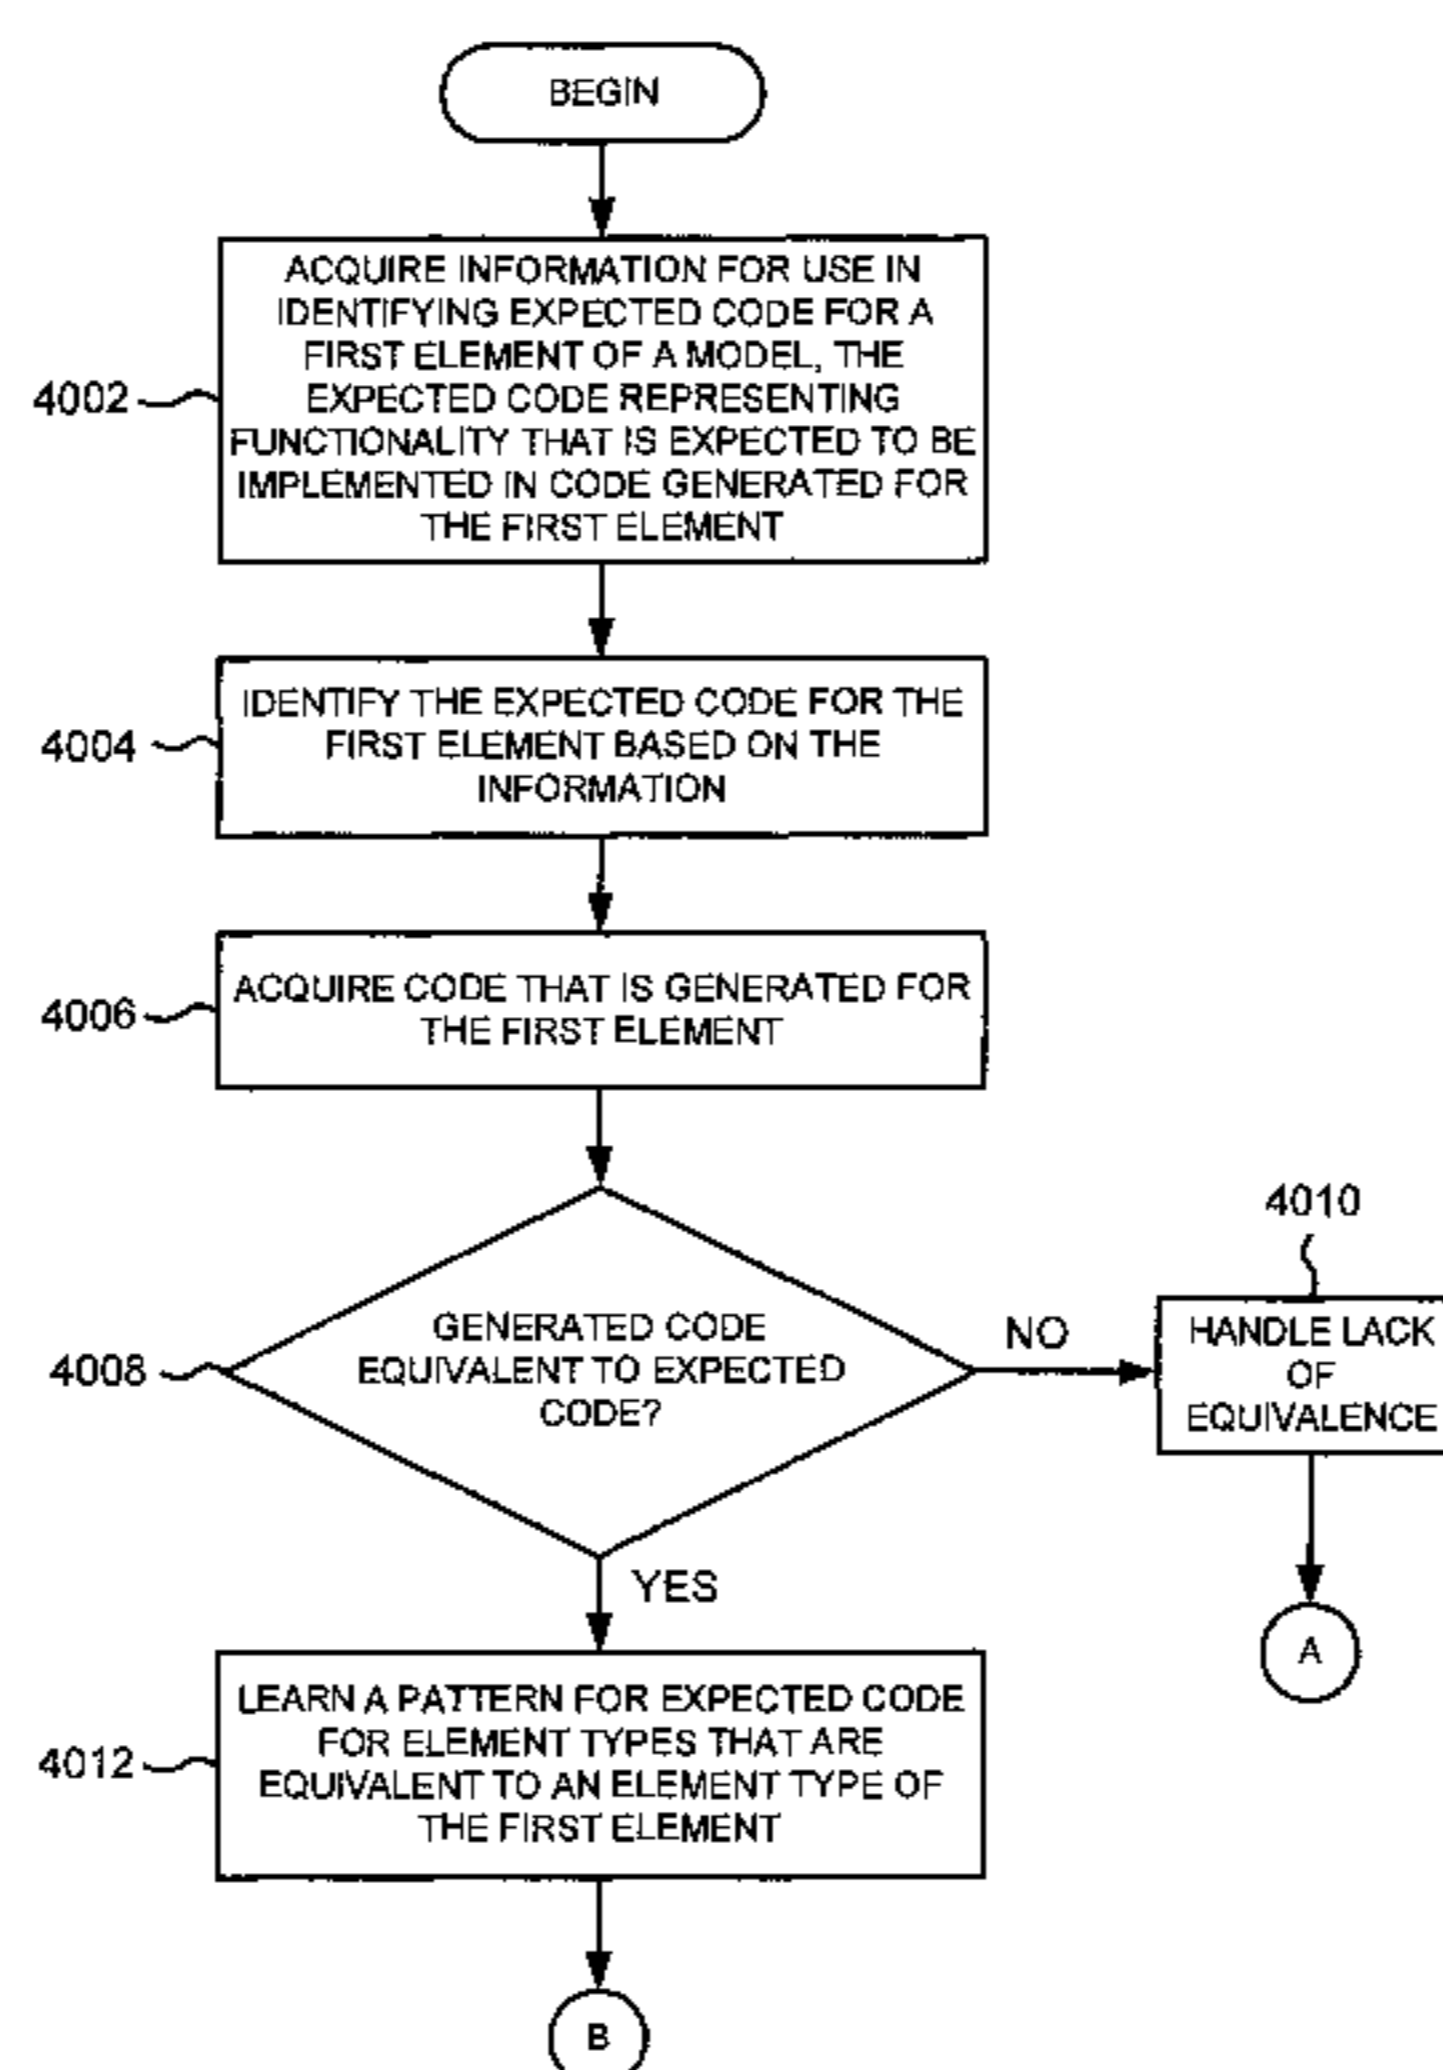 BEGIN
ACQUIRE INFORMATION FOR USE IN
IDENTIFYING EXPECTED CODE FOR A
FIRST ELEMENT OF A MODEL, THE
EXPECTED CODE REPRESENTING
FUNCTIONALITY THAT IS EXPECTED TO BE
IMPLEMENTED IN CODE GENERATED FOR
THE FIRST ELEMENT
4002
IDENTIFY THE EXPECTED CODE FOR THE
FIRST ELEMENT BASED ON THE
INFORMATION
4004
ACQUIRE CODE THAT IS GENERATED FOR
THE FIRST ELEMENT
4006
GENERATED CODE
EQUIVALENT TO EXPECTED
CODE?
4008
NO
4010
HANDLE LACK
OF
EQUIVALENCE
A
YES
LEARN A PATTERN FOR EXPECTED CODE
FOR ELEMENT TYPES THAT ARE
EQUIVALENT TO AN ELEMENT TYPE OF
THE FIRST ELEMENT
4012
B